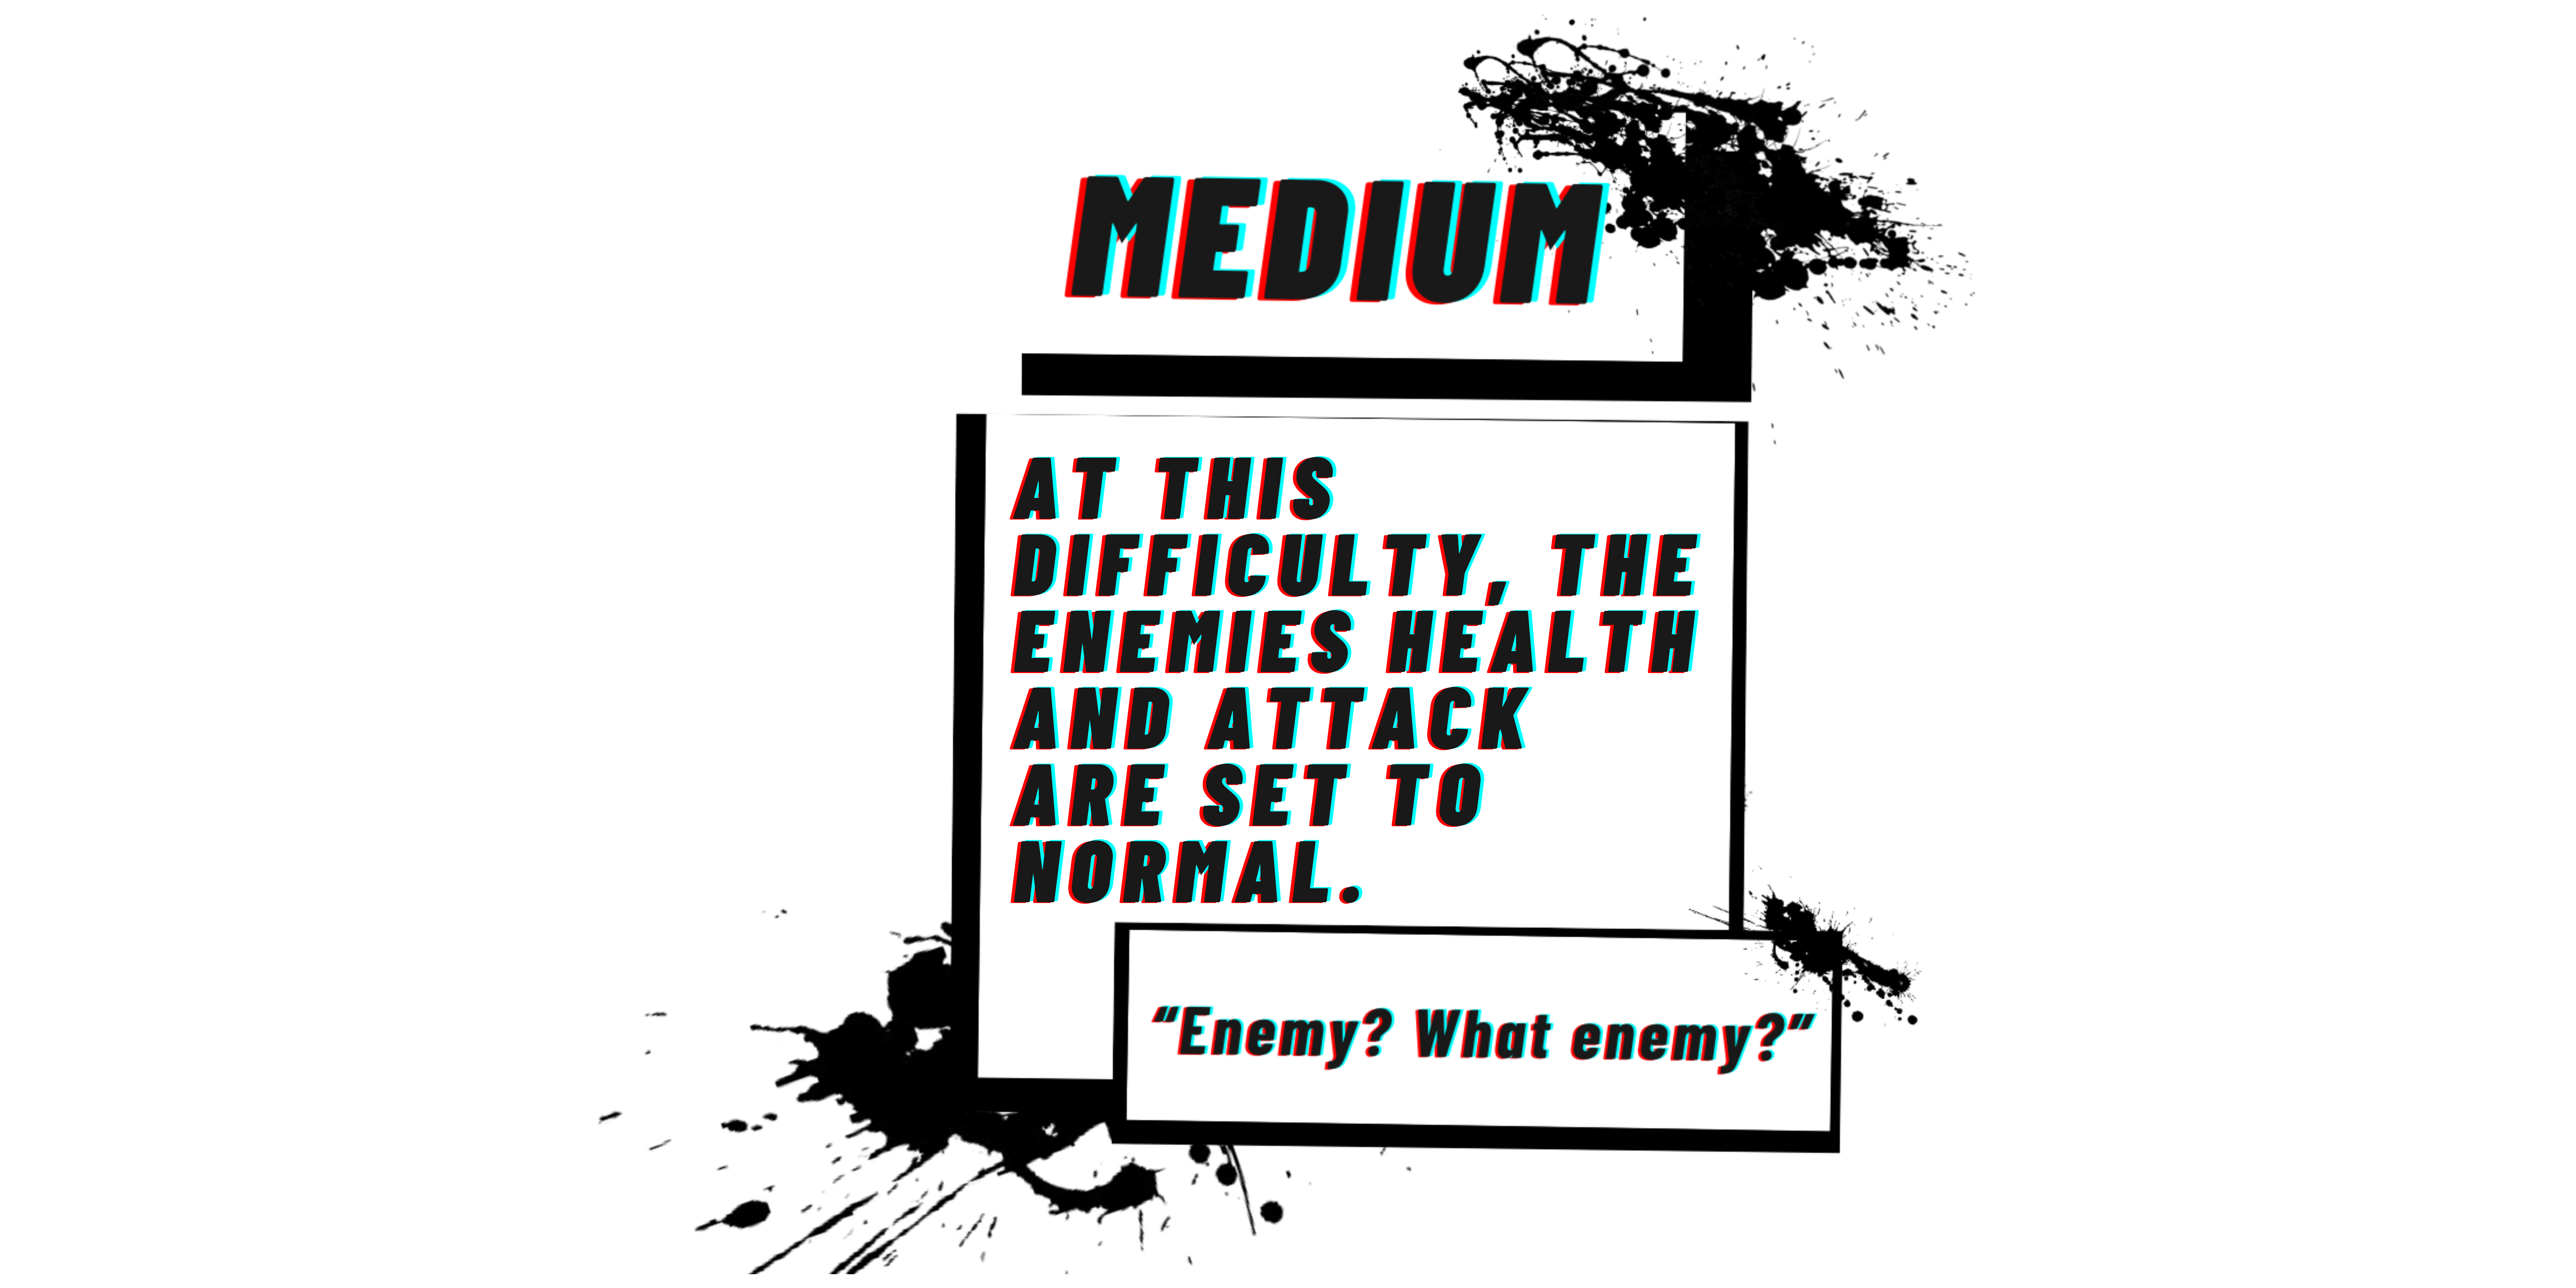 MEDIUM
AT THIS
DIFFICULTY, THE
ENEMIES HEALTH
AND ATTACK
ARE SET TO
NORMAL.
“Enemy? What enemy?”